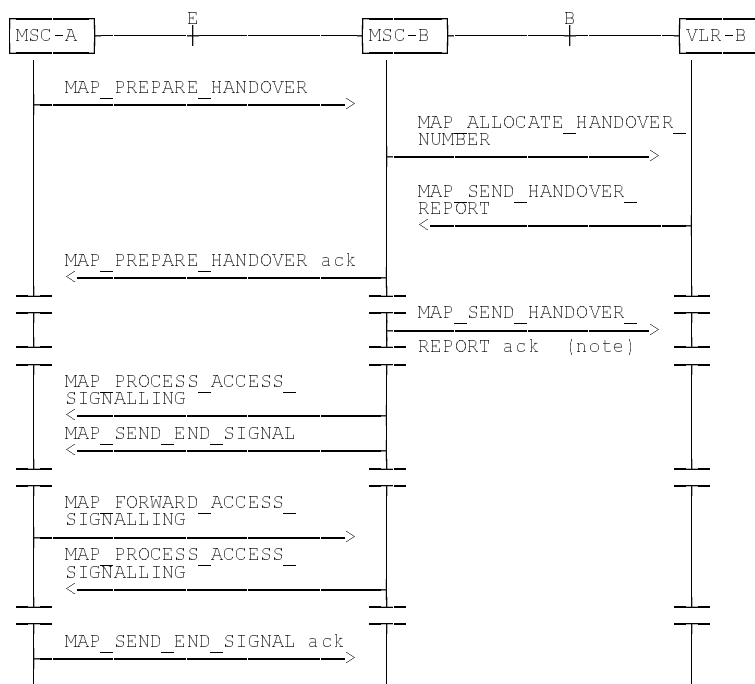 E B
MSC-A MSC-B VLR-B
MAP_PREPARE_HANDOVER
MAP_ALLOCATE_HANDOVER_
NUMBER
MAP_SEND_HANDOVER_
REPORT
MAP_PREPARE_HANDOVER ack
MAP_SEND_HANDOVER_
REPORT ack (note)
MAP_PROCESS_ACCESS_
SIGNALLING
MAP_SEND_END_SIGNAL
MAP_FORWARD_ACCESS_
SIGNALLING
MAP_PROCESS_ACCESS_
SIGNALLING
MAP_SEND_END_SIGNAL ack